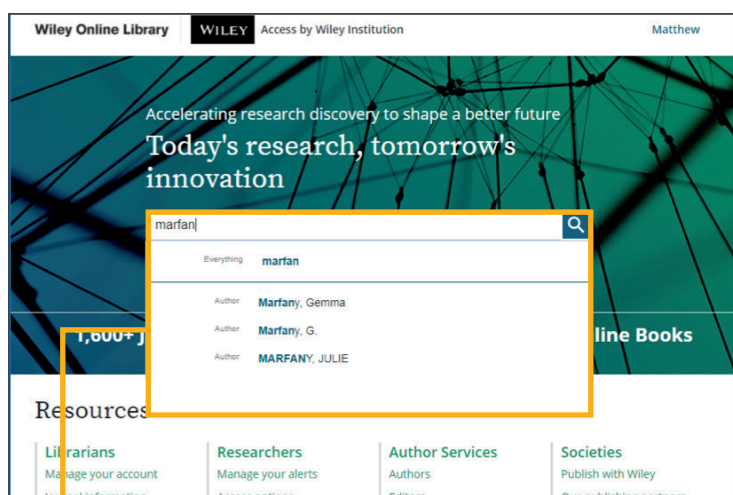 Wiley Online Library WILEY Access by Wiley Institution Matthew
Accelerating research discovery to shape a better future
Today's research, tomorrow's
innovation
marfan
Everything marfan
Author Marfany, Gemma
Author Marfany, G.
Author MARFANY, JULIE
1,600+ J
line Books
Resources
Librarians Researchers Author Services Societies
Manage your account Manage your alerts Authors Publish with Wiley